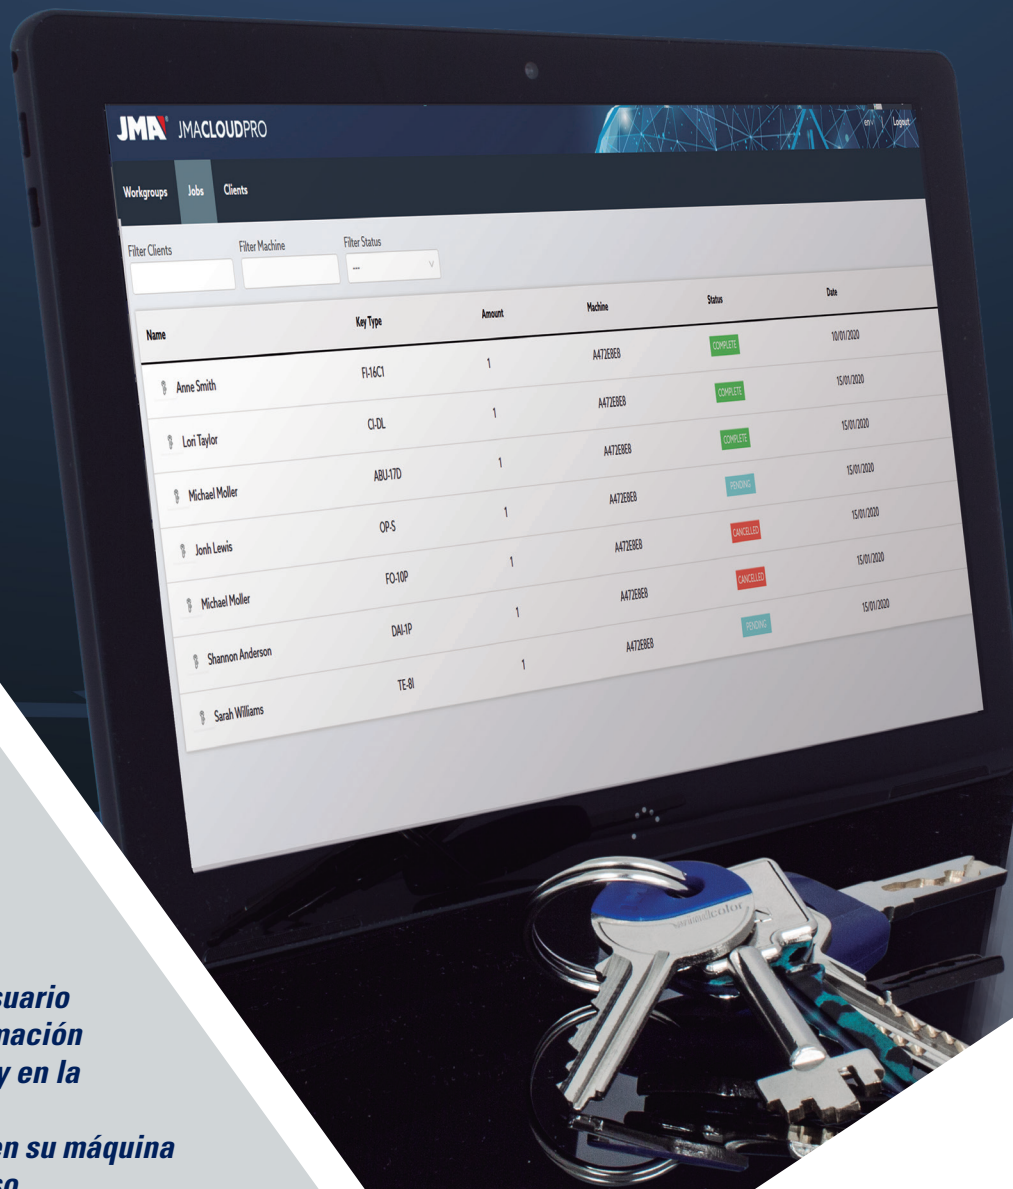 JMA JMACLOUDPRO
en Logout
Workgroups Jobs Clients
Filter Clients Filter Machine Filter Status
---
Name Key Type Amount Machine Status Date
Anne Smith FI-16C1 1 A472E8E8 COMPLETE 10/01/2020
Lori Taylor CI-DL 1 A472E8E8 COMPLETE 15/01/2020
Michael Moller ABU-17D 1 A472E8E8 COMPLETE 15/01/2020
Jonh Lewis OP-S 1 A472E8E8 PENDING 15/01/2020
Michael Moller FO-10P 1 A472E8E8 CANCELLED 15/01/2020
Shannon Anderson DAI-1P 1 A472E8E8 CANCELLED 15/01/2020
Sarah Williams TE-8I 1 A472E8E8 PENDING 15/01/2020
color
suario
mación
y en la
en su máquina
so